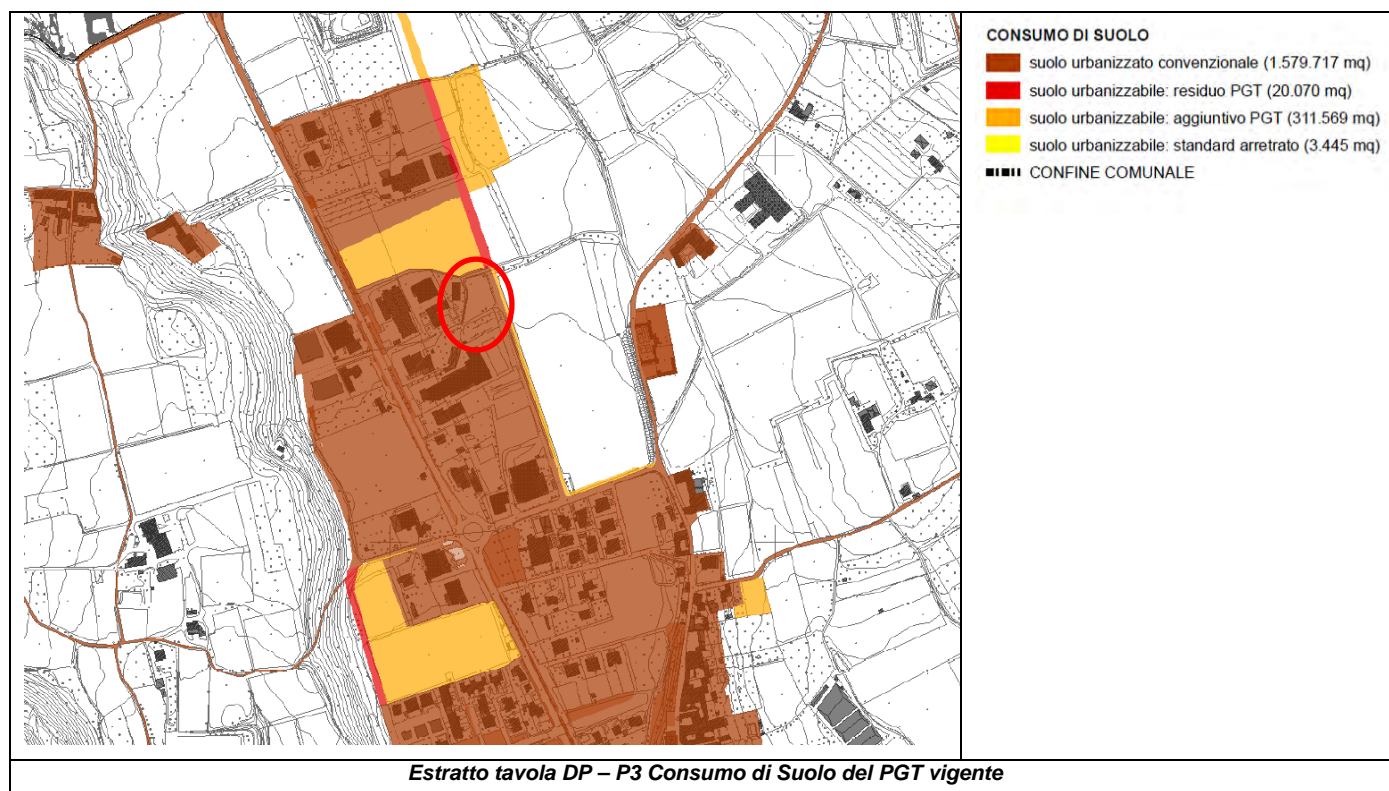 CONSUMO DI SUOLO
suolo urbanizzato convenzionale (1.579.717 mq)
suolo urbanizzabile: residuo PGT (20.070 mq)
suolo urbanizzabile: aggiuntivo PGT (311.569 mq)
suolo urbanizzabile: standard arretrato (3.445 mq)
CONFINE COMUNALE
Estratto tavola DP – P3 Consumo di Suolo del PGT vigente